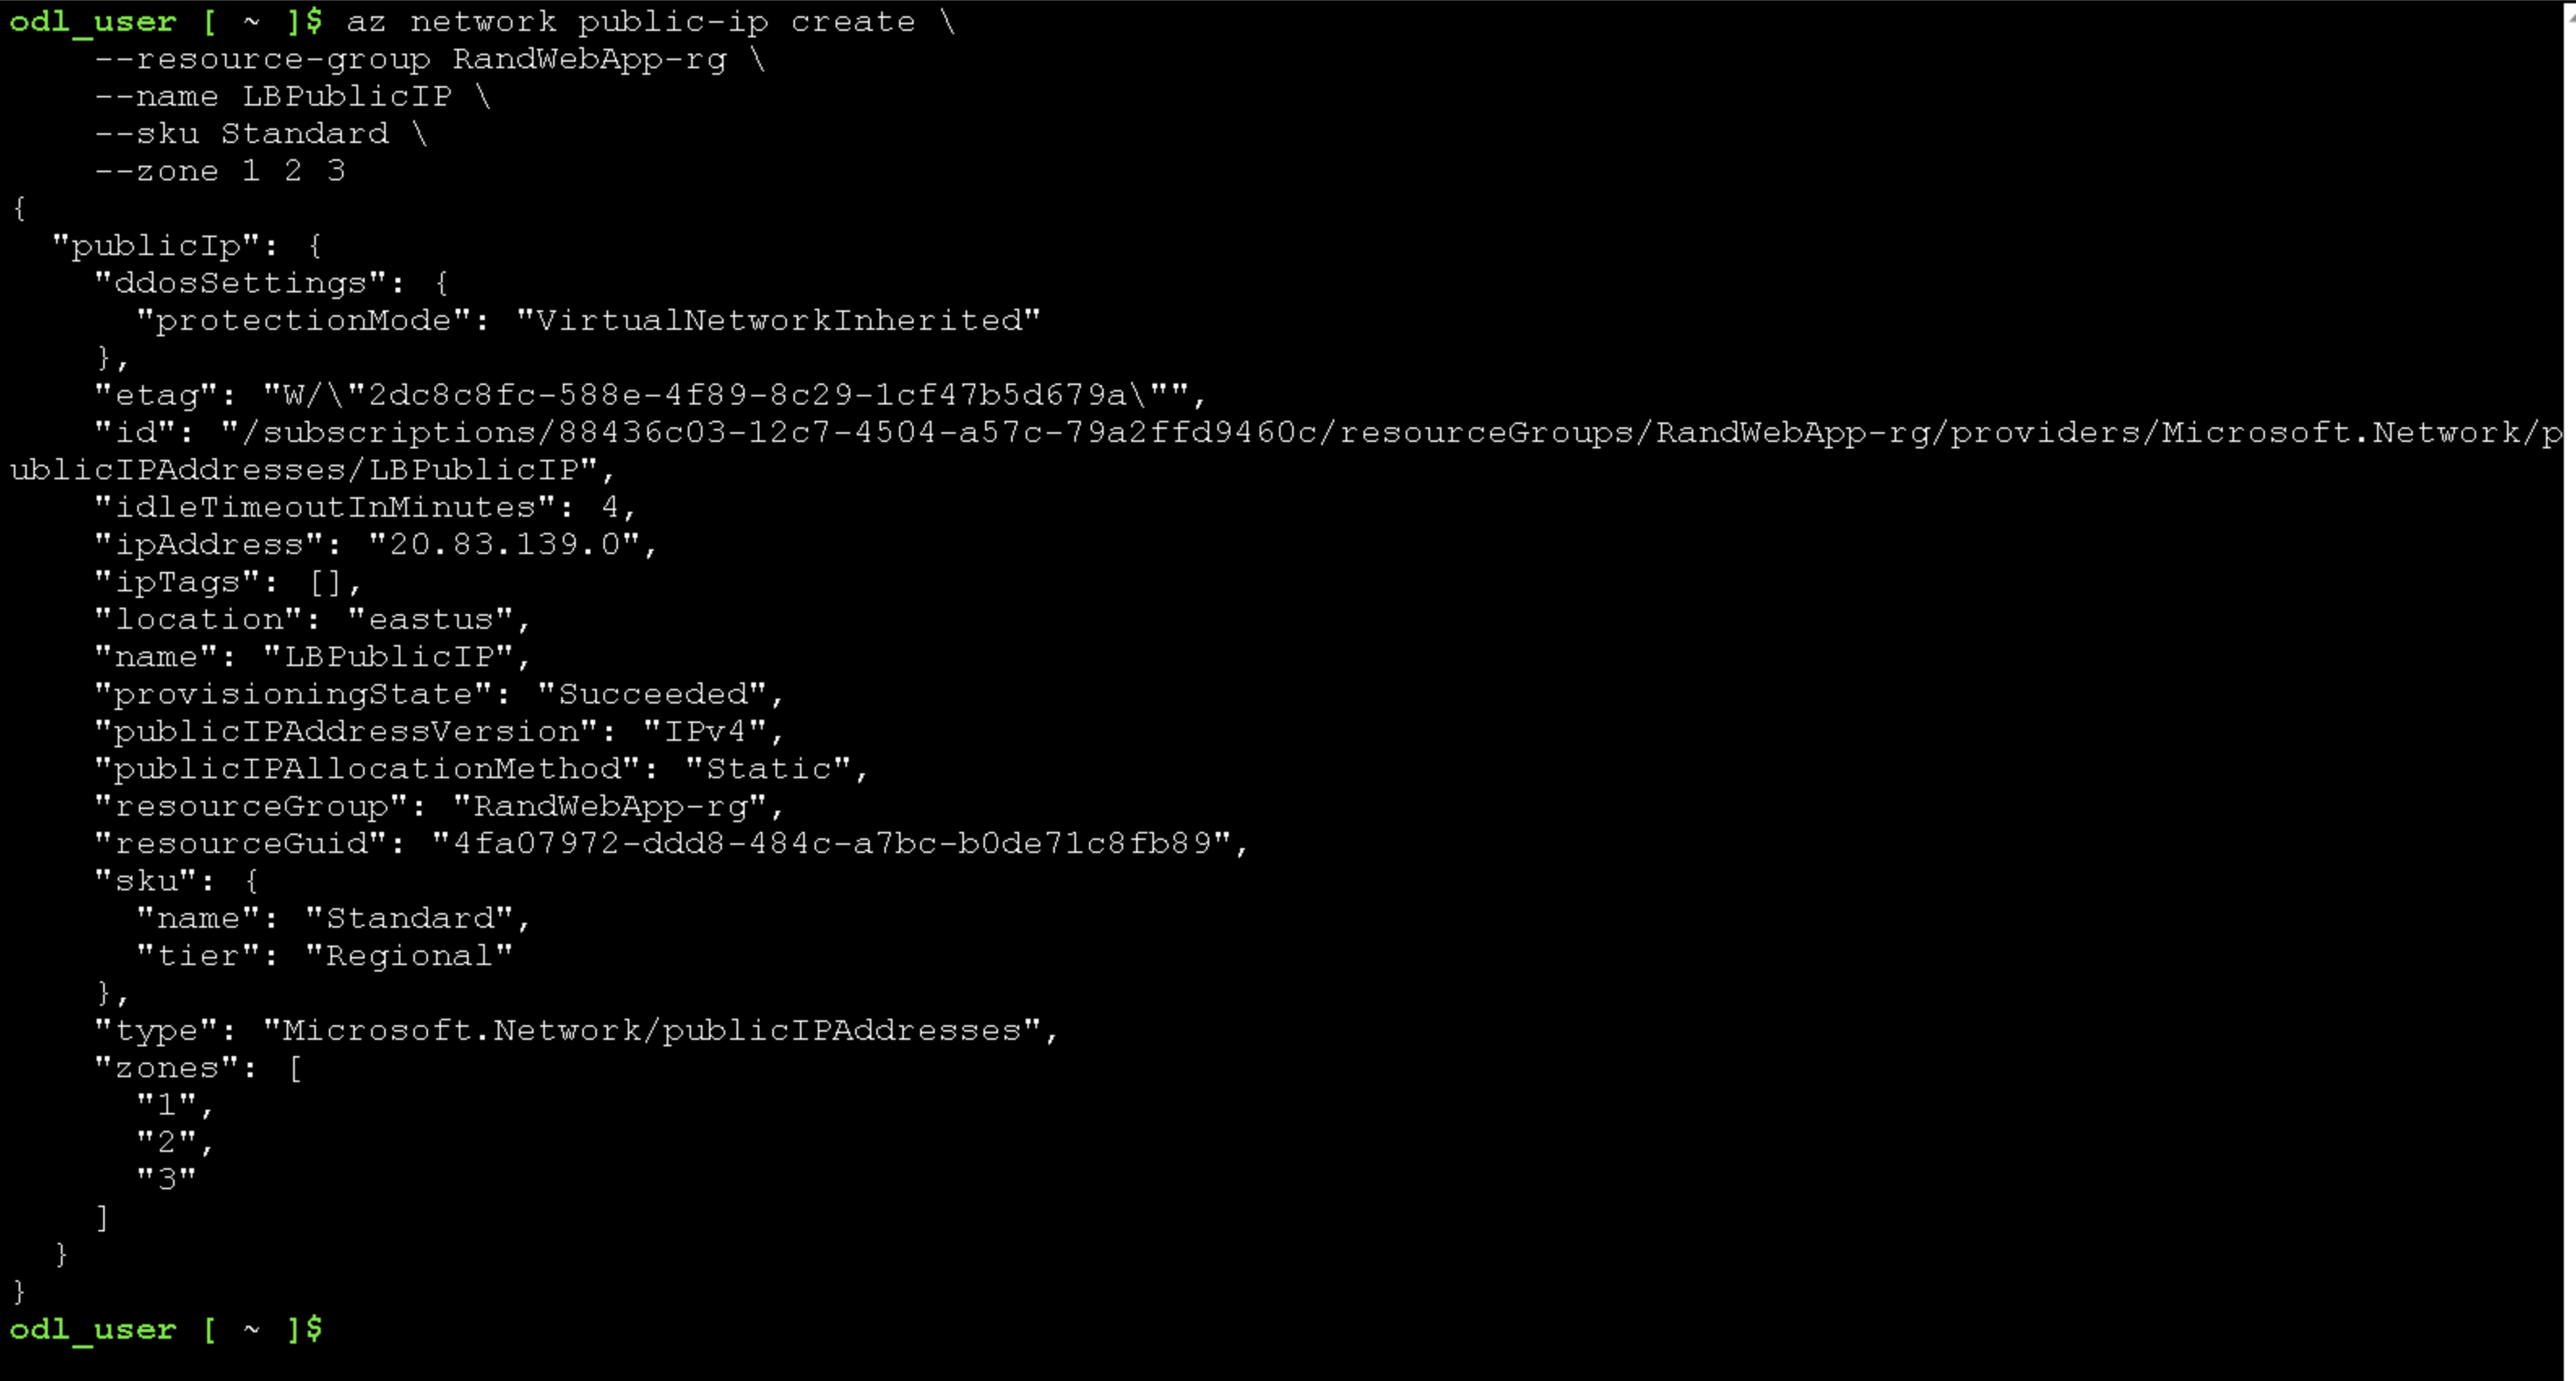 odl_user [ ~ ]$ az network public-ip create \
    --resource-group RandWebApp-rg \
    --name LBPublicIP \
    --sku Standard \
    --zone 1 2 3
{
  "publicIp": {
    "ddosSettings": {
      "protectionMode": "VirtualNetworkInherited"
    },
    "etag": "W/\"2dc8c8fc-588e-4f89-8c29-1cf47b5d679a\"",
    "id": "/subscriptions/88436c03-12c7-4504-a57c-79a2ffd9460c/resourceGroups/RandWebApp-rg/providers/Microsoft.Network/p
ublicIPAddresses/LBPublicIP",
    "idleTimeoutInMinutes": 4,
    "ipAddress": "20.83.139.0",
    "ipTags": [],
    "location": "eastus",
    "name": "LBPublicIP",
    "provisioningState": "Succeeded",
    "publicIPAddressVersion": "IPv4",
    "publicIPAllocationMethod": "Static",
    "resourceGroup": "RandWebApp-rg",
    "resourceGuid": "4fa07972-ddd8-484c-a7bc-b0de71c8fb89",
    "sku": {
      "name": "Standard",
      "tier": "Regional"
    },
    "type": "Microsoft.Network/publicIPAddresses",
    "zones": [
      "1",
      "2",
      "3"
    ]
  }
}
odl_user [ ~ ]$